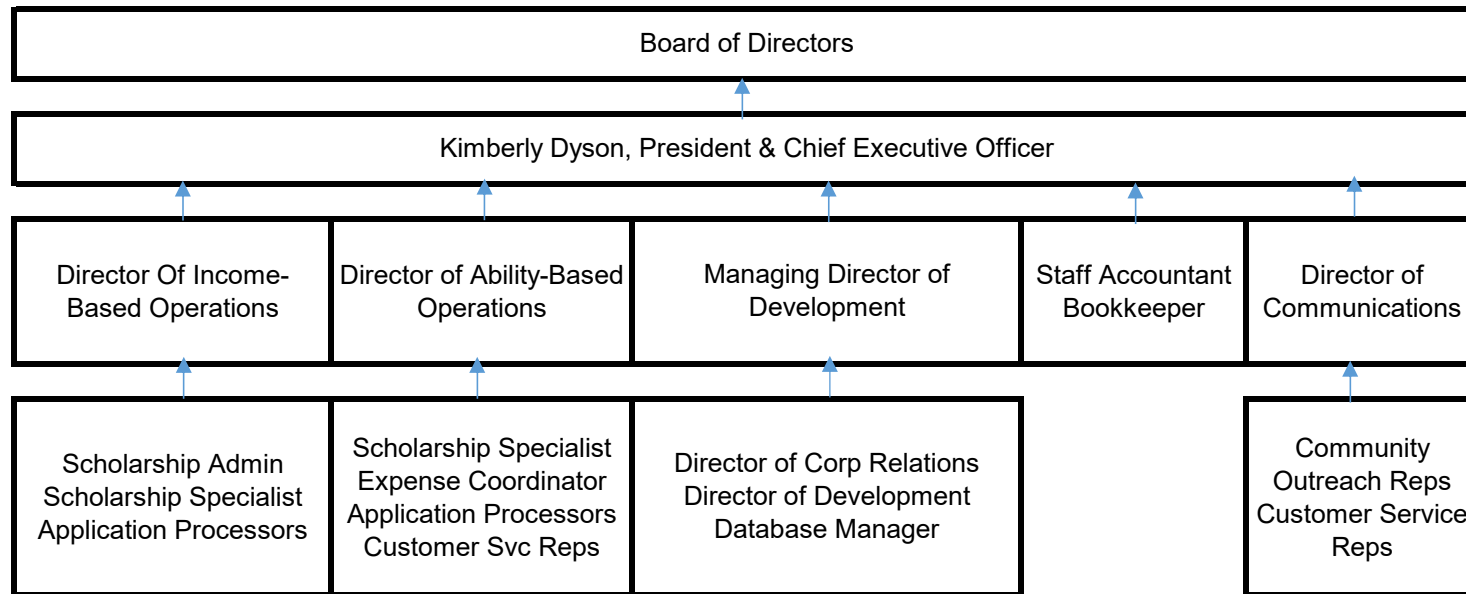 Board of Directors
Kimberly Dyson, President & Chief Executive Officer
Director Of Income-
Based Operations
Director of Ability-Based
Operations
Managing Director of
Development
Staff Accountant
Bookkeeper
Director of
Communications
Scholarship Admin
Scholarship Specialist
Application Processors
Scholarship Specialist
Expense Coordinator
Application Processors
Customer Svc Reps
Director of Corp Relations
Director of Development
Database Manager
Community
Outreach Reps
Customer Service
Reps